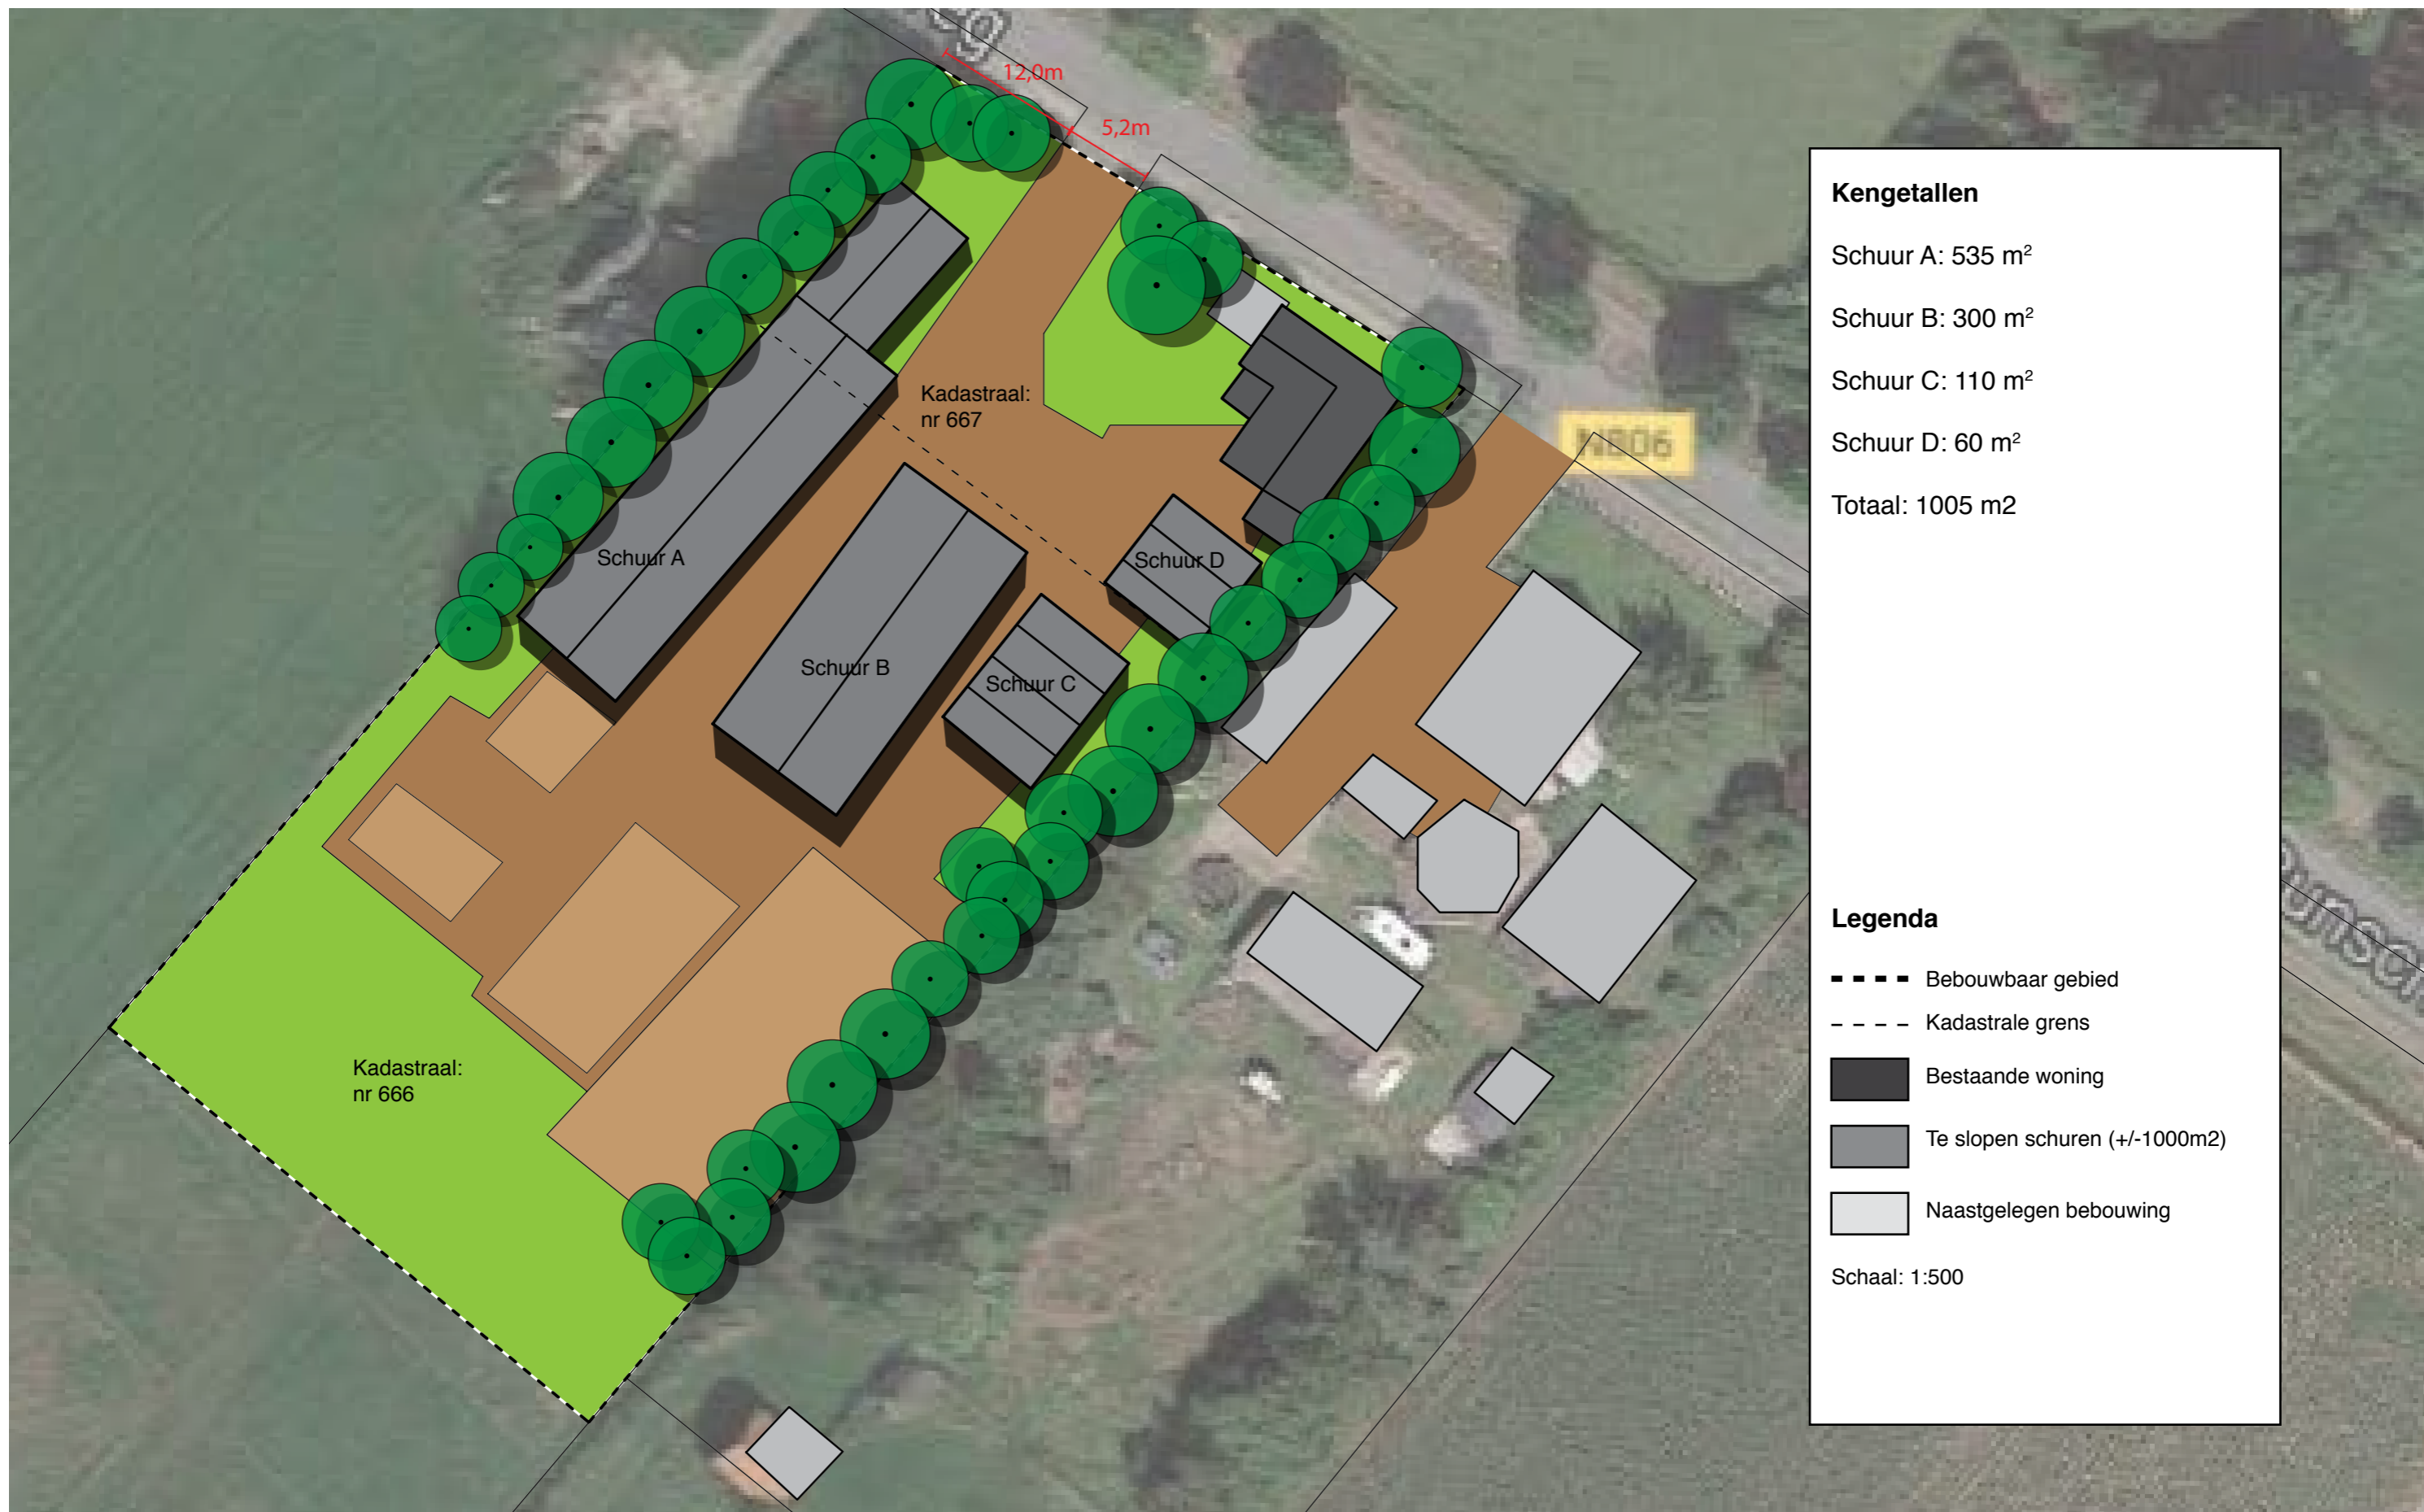 12,0m
5,2m
Kadastraal:
nr 667
N806
Schuur A
Schuur B
Schuur C
Schuur D
Kadastraal:
nr 666
Kengetallen
Schuur A: 535 m²
Schuur B: 300 m²
Schuur C: 110 m²
Schuur D: 60 m²
Totaal: 1005 m2
Legenda
Bebouwbaar gebied
Kadastrale grens
Bestaande woning
Te slopen schuren (+/-1000m2)
Naastgelegen bebouwing
Schaal: 1:500